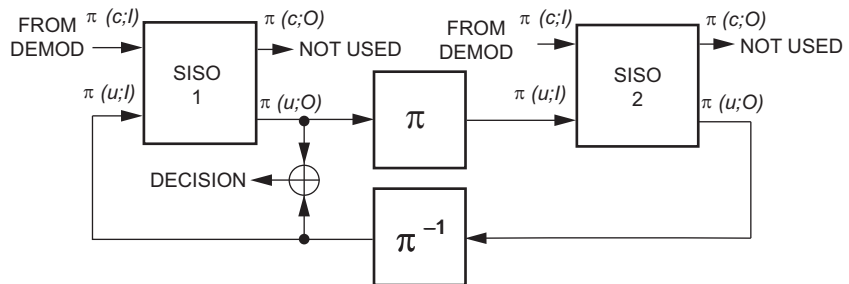 FROM
DEMOD
π (c;I)
π (c;O)
NOT USED
SISO
1
π (u;I)
π (u;O)
π
FROM
DEMOD
π (c;I)
π (c;O)
NOT USED
SISO
2
π (u;I)
π (u;O)
DECISION
π –1